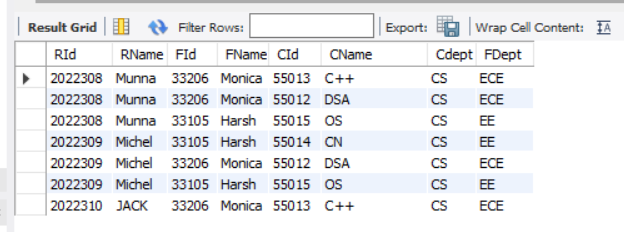 Result Grid Filter Rows: Export: Wrap Cell Content:
RId RName FId FName CId CName Cdept FDept
2022308 Munna 33206 Monica 55013 C++ CS ECE
2022308 Munna 33206 Monica 55012 DSA CS ECE
2022308 Munna 33105 Harsh 55015 OS CS EE
2022309 Michel 33105 Harsh 55014 CN CS EE
2022309 Michel 33206 Monica 55012 DSA CS ECE
2022309 Michel 33105 Harsh 55015 OS CS EE
2022310 JACK 33206 Monica 55013 C++ CS ECE